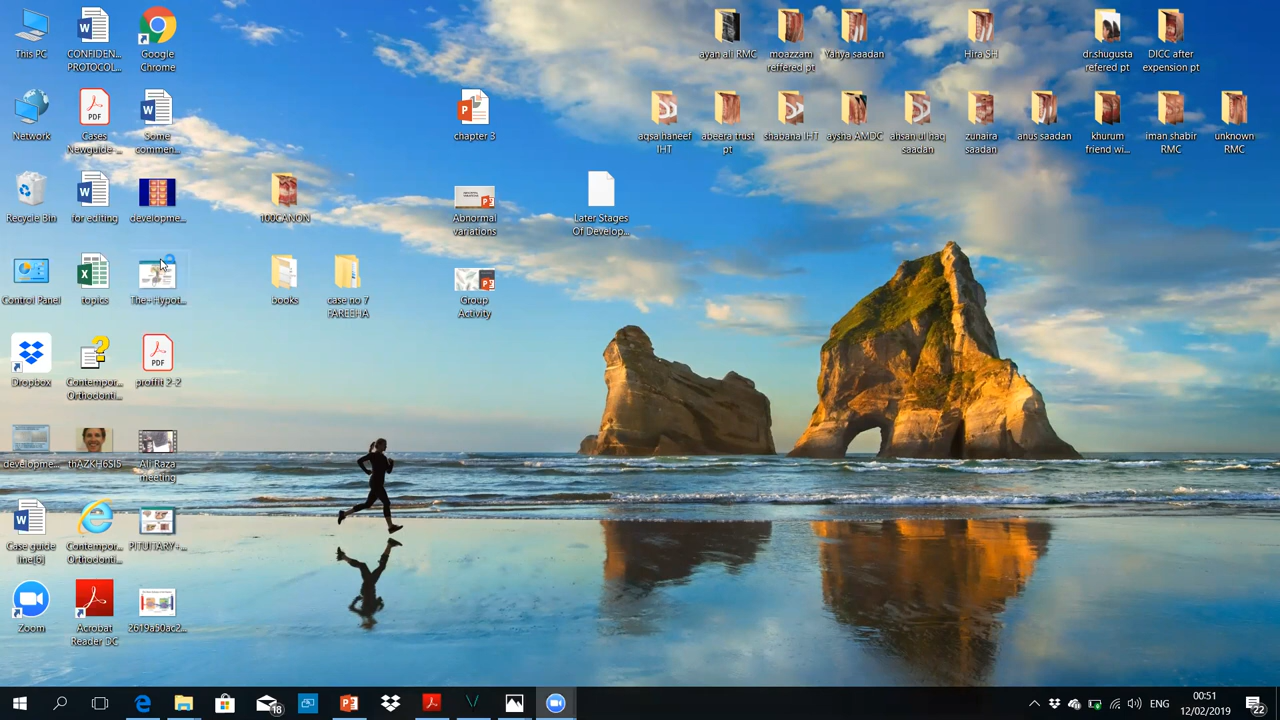 This PC
CONFIDEN...
PROTOCOL...
Google
Chrome
ayan ali RMC
moazzam
reffered pt
Yahya saadan
Hira SH
dr.shugusta
refered pt
DICC after
expension pt
Network
Cases
Newguide -...
Some
commen...
chapter 3
aqsa haneef
IHT
abeera trust
pt
shabana IHT
aysha AMDC
ahsan ul haq
saadan
zunaira
saadan
anus saadan
khurum
friend wi...
iman shabir
RMC
unknown
RMC
Recycle Bin
for editing
developme...
100CANON
Abnormal
variations
Later Stages
Of Develop...
Control Panel
topics
The+Hypot...
books
case no 7
FAREEHA
Group
Activity
Dropbox
Contempor...
Orthodonti...
PDF
proffit 2-2
developme...
thAZKH6SI5
Ali Raza
meeting
Case guide
line[6]
Contempor...
Orthodonti...
PITUITARY+...
Zoom
Acrobat
Reader DC
2619a50ac2...
18
ENG
00:51
12/02/2019
22